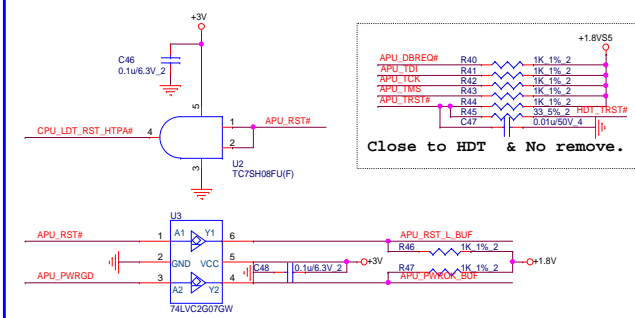 +3V
C46
0.1u/6.3V_2
5
CPU_LDT_RST_HTPA# 4
1 APU_RST#
2
3
U2
TC7SH08FU(F)
+1.8VS5
APU_DBREQ# R40 1K_1%_2
APU_TDI R41 1K_1%_2
APU_TCK R42 1K_1%_2
APU_TMS R43 1K_1%_2
APU_TRST# R44 1K_1%_2
R45 33_5%_2 HDT_TRST#
C47 0.01u/50V_4
Close to HDT & No remove.
U3
APU_RST# 1 A1 Y1 6 APU_RST_L_BUF
R46 1K_1%_2
2 GND VCC 5 +3V +1.8V
C48 0.1u/6.3V_2
R47 1K_1%_2
APU_PWRGD 3 A2 Y2 4 APU_PWROK_BUF
74LVC2G07GW